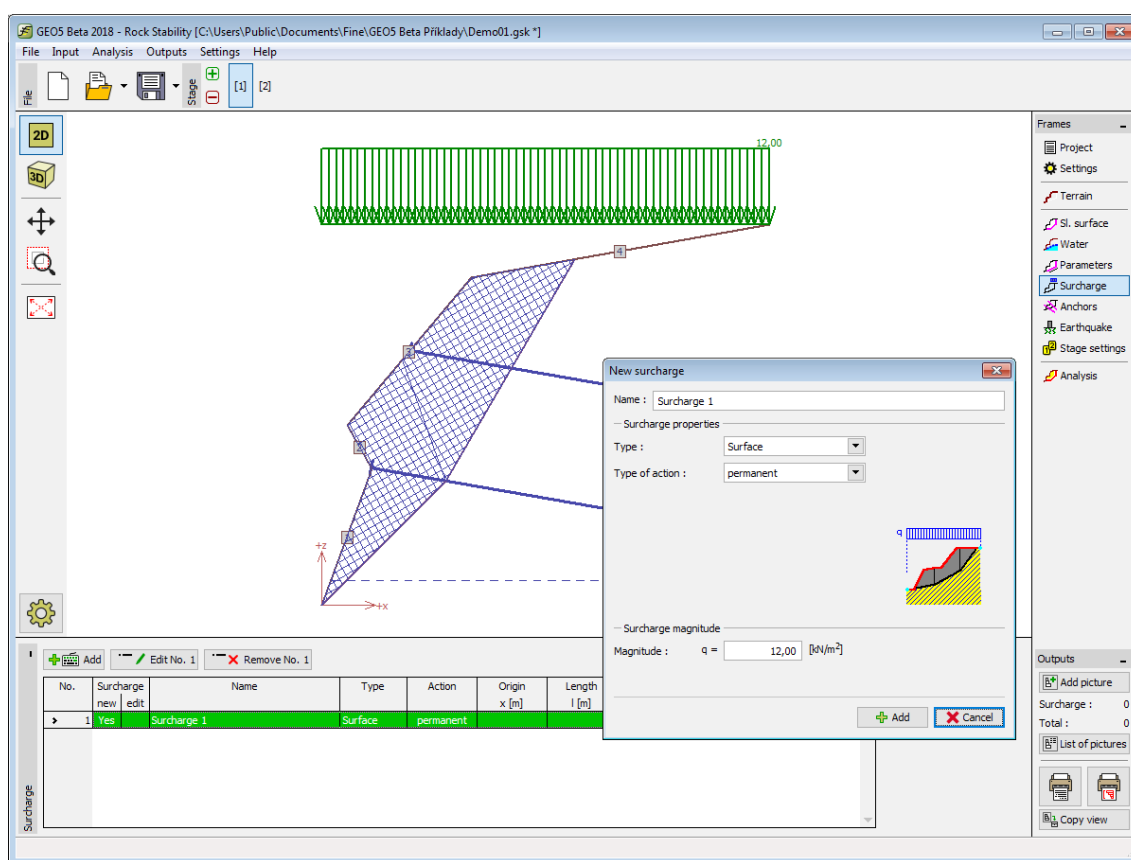 GEO5 Beta 2018 - Rock Stability [C:\Users\Public\Documents\Fine\GEO5 Beta Příklady\Demo01.gsk *]
File Input Analysis Outputs Settings Help
File
Stage
[1] [2]
2D
3D
12,00
4
3
2
1
+z
+x
Frames
Project
Settings
Terrain
Sl. surface
Water
Parameters
Surcharge
Anchors
Earthquake
Stage settings
Analysis
New surcharge
Name : Surcharge 1
Surcharge properties
Type : Surface
Type of action : permanent
q
Surcharge magnitude
Magnitude : q = 12,00 [kN/m²]
Add Cancel
Surcharge
Add Edit No. 1 Remove No. 1
No. Surcharge Name Type Action Origin Length
new edit x [m] l [m]
> 1 Yes Surcharge 1 Surface permanent
Outputs
Add picture
Surcharge : 0
Total : 0
List of pictures
Copy view